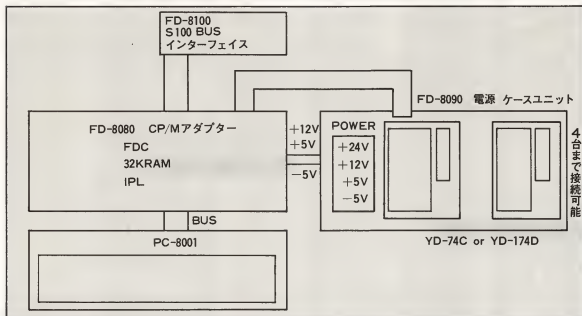 FD-8100
S100 BUS
インターフェイス
FD-8090 電源 ケースユニット
FD-8080 CP/Mアダプター
FDC
32KRAM
IPL
+12V
+5V
-5V
POWER
+24V
+12V
+5V
-5V
4台まで接続可能
BUS
YD-74C or YD-174D
PC-8001